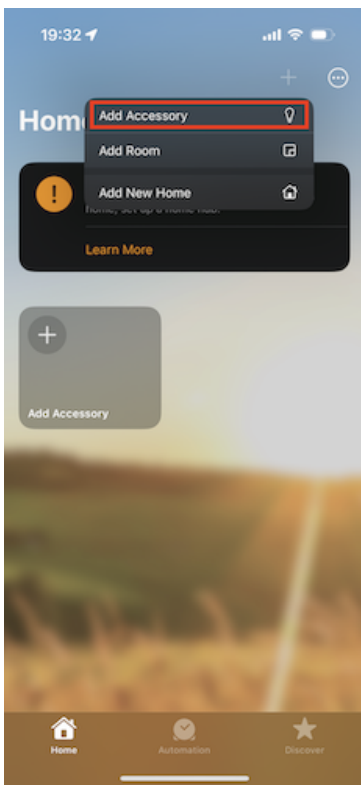 19:32
Hom
Add Accessory
Add Room
Add New Home
home, set up a home hub.
Learn More
Add Accessory
Home
Automation
Discover